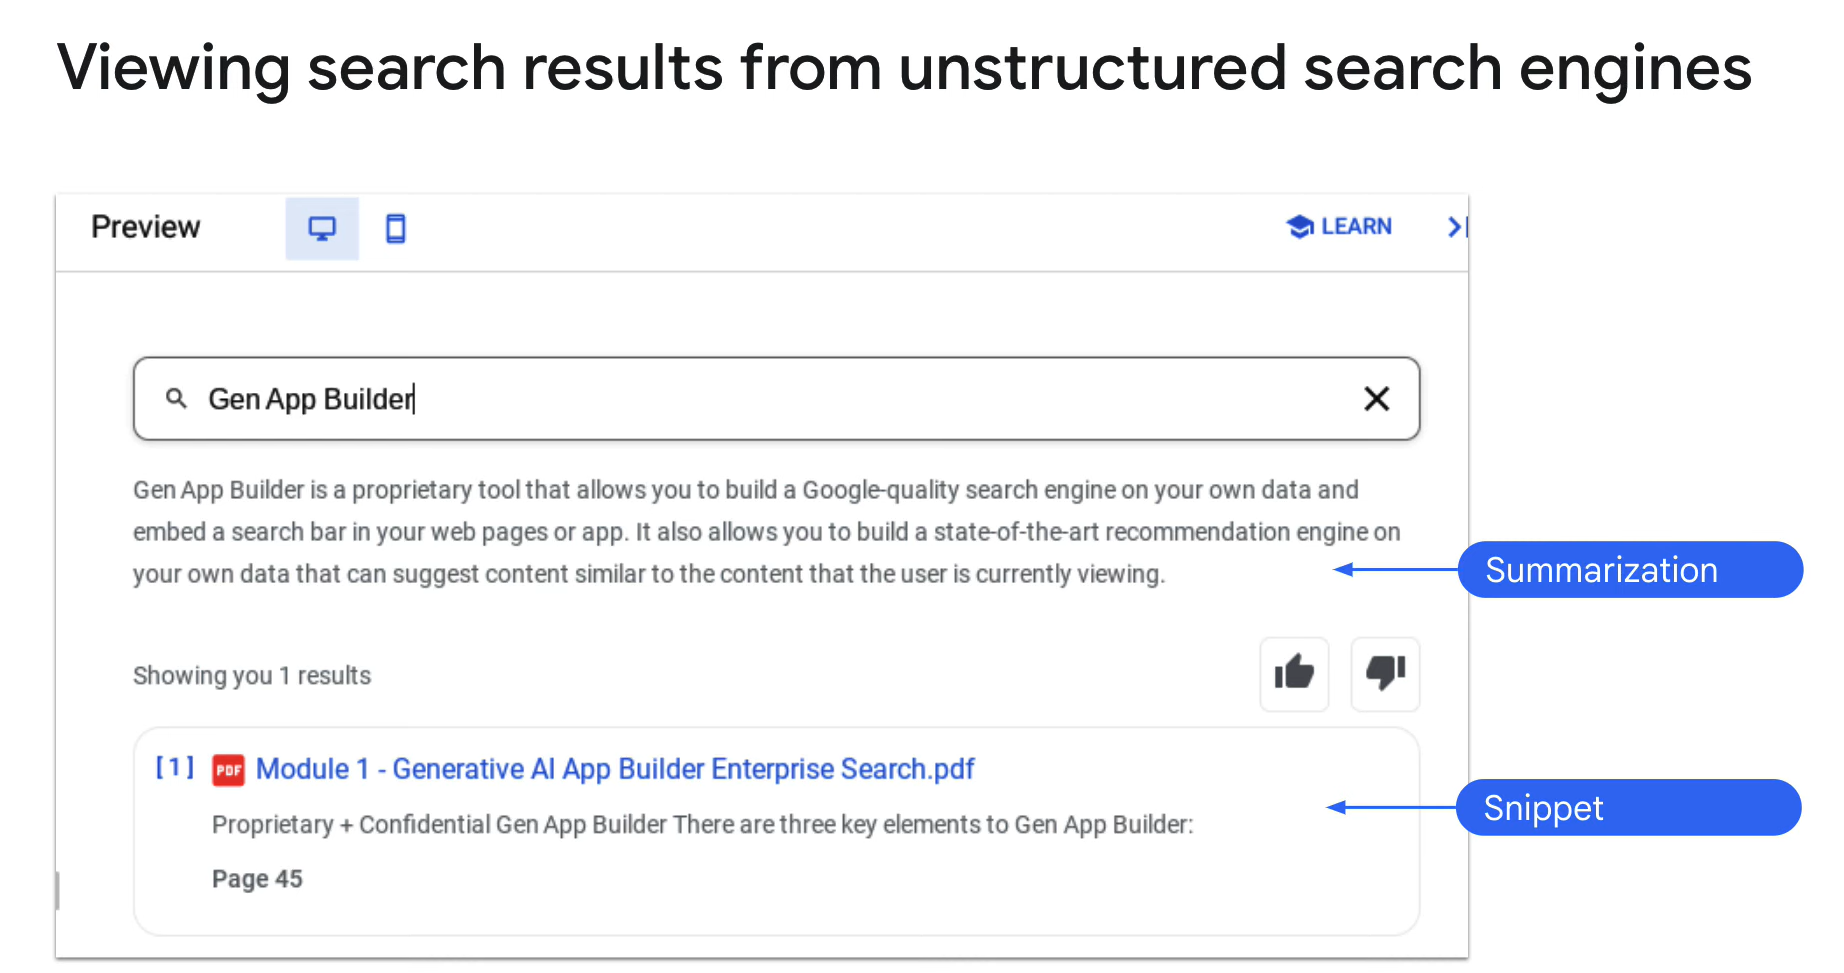 Viewing search results from unstructured search engines
Preview
LEARN
Gen App Builder
Gen App Builder is a proprietary tool that allows you to build a Google-quality search engine on your own data and
embed a search bar in your web pages or app. It also allows you to build a state-of-the-art recommendation engine on
your own data that can suggest content similar to the content that the user is currently viewing.
Summarization
Showing you 1 results
[1] PDF Module 1 - Generative AI App Builder Enterprise Search.pdf
Snippet
Proprietary + Confidential Gen App Builder There are three key elements to Gen App Builder:
Page 45